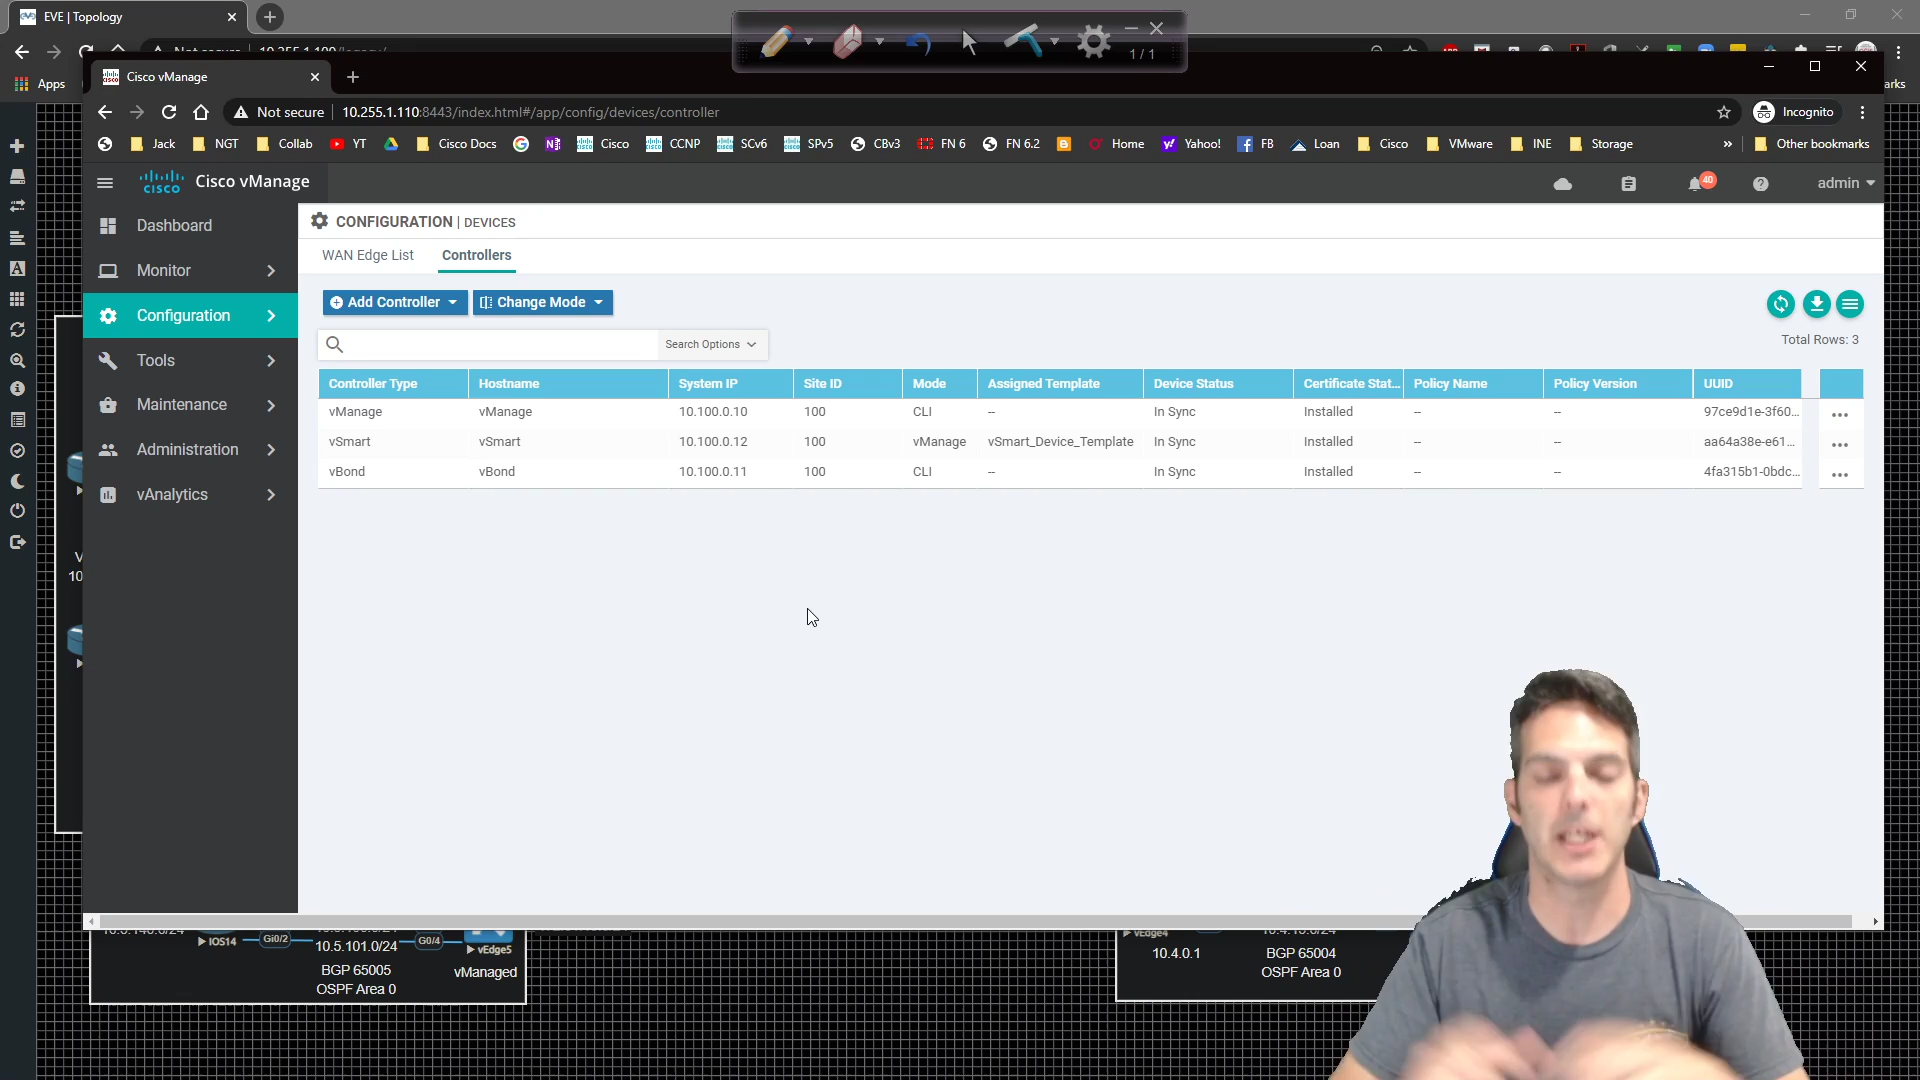 EVE | Topology
1 / 1
Apps
Cisco vManage
Not secure
10.255.1.110:8443/index.html#/app/config/devices/controller
Incognito
Jack NGT Collab YT Cisco Docs Cisco CCNP SCv6 SPv5 CBv3 FN 6 FN 6.2 Home Yahoo! FB Loan Cisco VMware INE Storage » Other bookmarks
CISCO Cisco vManage
40
admin
Dashboard
Monitor
Configuration
Tools
Maintenance
Administration
vAnalytics
CONFIGURATION | DEVICES
WAN Edge List Controllers
Add Controller Change Mode
Search Options
Total Rows: 3
Controller Type Hostname System IP Site ID Mode Assigned Template Device Status Certificate Stat... Policy Name Policy Version UUID
vManage vManage 10.100.0.10 100 CLI -- In Sync Installed -- -- 97ce9d1e-3f60...
vSmart vSmart 10.100.0.12 100 vManage vSmart_Device_Template In Sync Installed -- -- aa64a38e-e61...
vBond vBond 10.100.0.11 100 CLI -- In Sync Installed -- -- 4fa315b1-0bdc...
IOS14 Gi0/2 10.5.101.0/24 G0/4 vEdge5
BGP 65005 vManaged
OSPF Area 0
vEdge4
10.4.0.1 BGP 65004
OSPF Area 0